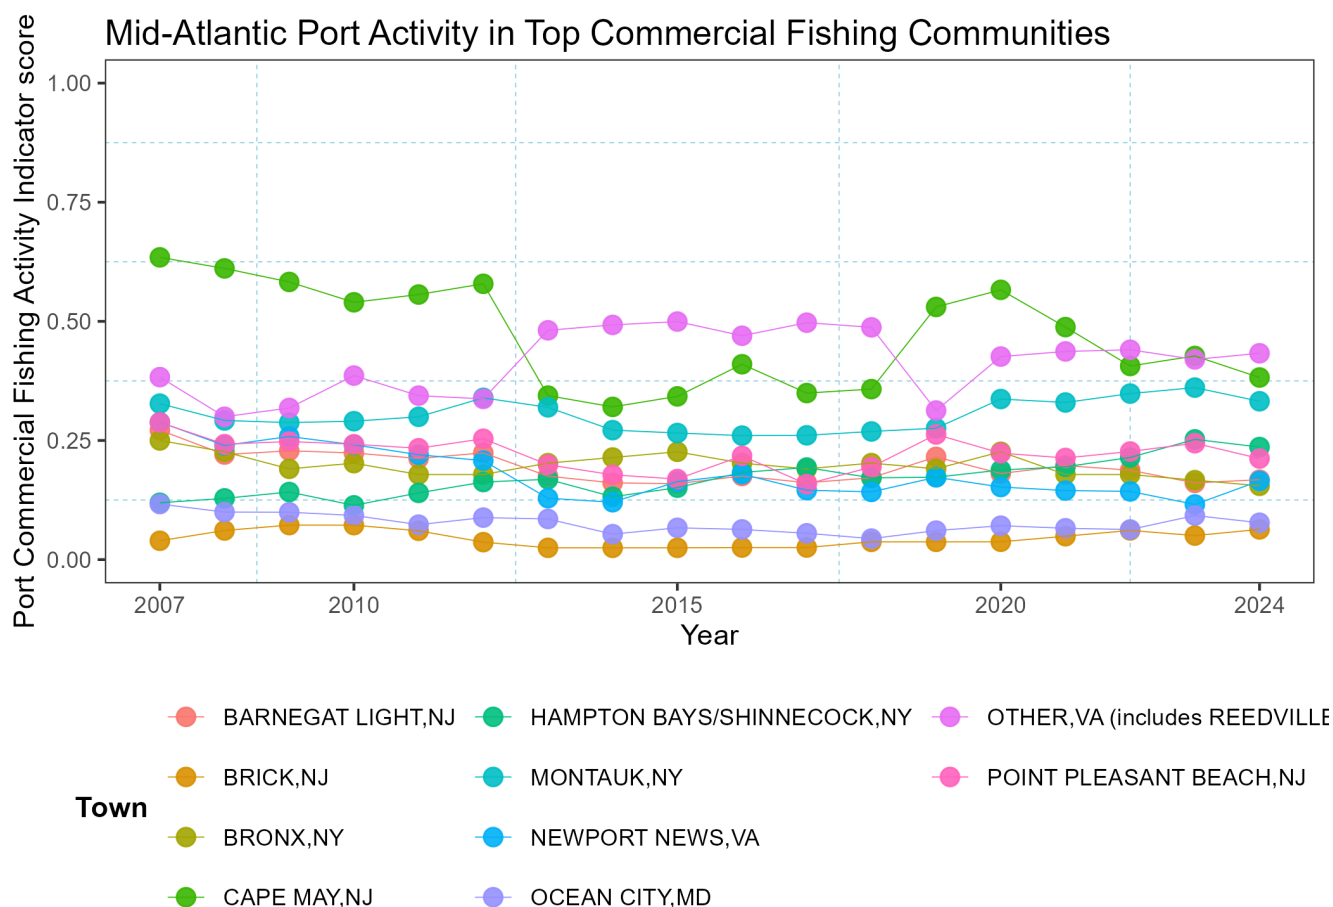 Mid-Atlantic Port Activity in Top Commercial Fishing Communities
Port Commercial Fishing Activity Indicator score
1.00
0.75
0.50
0.25
0.00
2007 2010 2015 2020 2024
Year
Town
BARNEGAT LIGHT,NJ
BRICK,NJ
BRONX,NY
CAPE MAY,NJ
HAMPTON BAYS/SHINNECOCK,NY
MONTAUK,NY
NEWPORT NEWS,VA
OCEAN CITY,MD
OTHER,VA (includes REEDVILLE
POINT PLEASANT BEACH,NJ